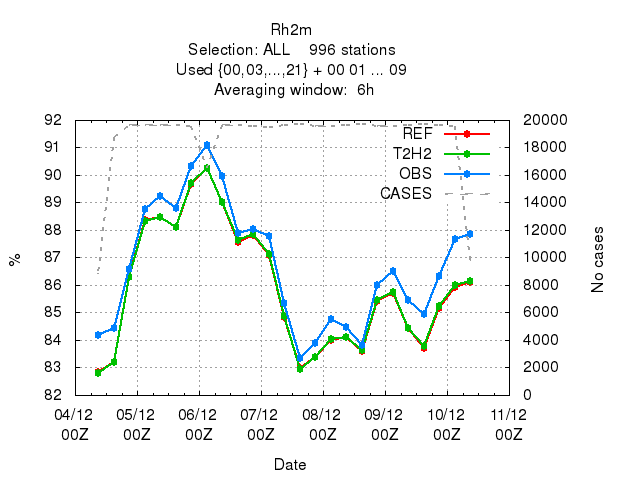 Rh2m
Selection: ALL    996 stations
Used {00,03,...,21} + 00 01 ... 09
Averaging window:  6h
92 20000
REF
91 18000
T2H2
90 OBS 16000
CASES
89 14000
88 12000
87 10000
% No cases
86 8000
85 6000
84 4000
83 2000
82 0
04/12 05/12 06/12 07/12 08/12 09/12 10/12 11/12
00Z 00Z 00Z 00Z 00Z 00Z 00Z 00Z
Date